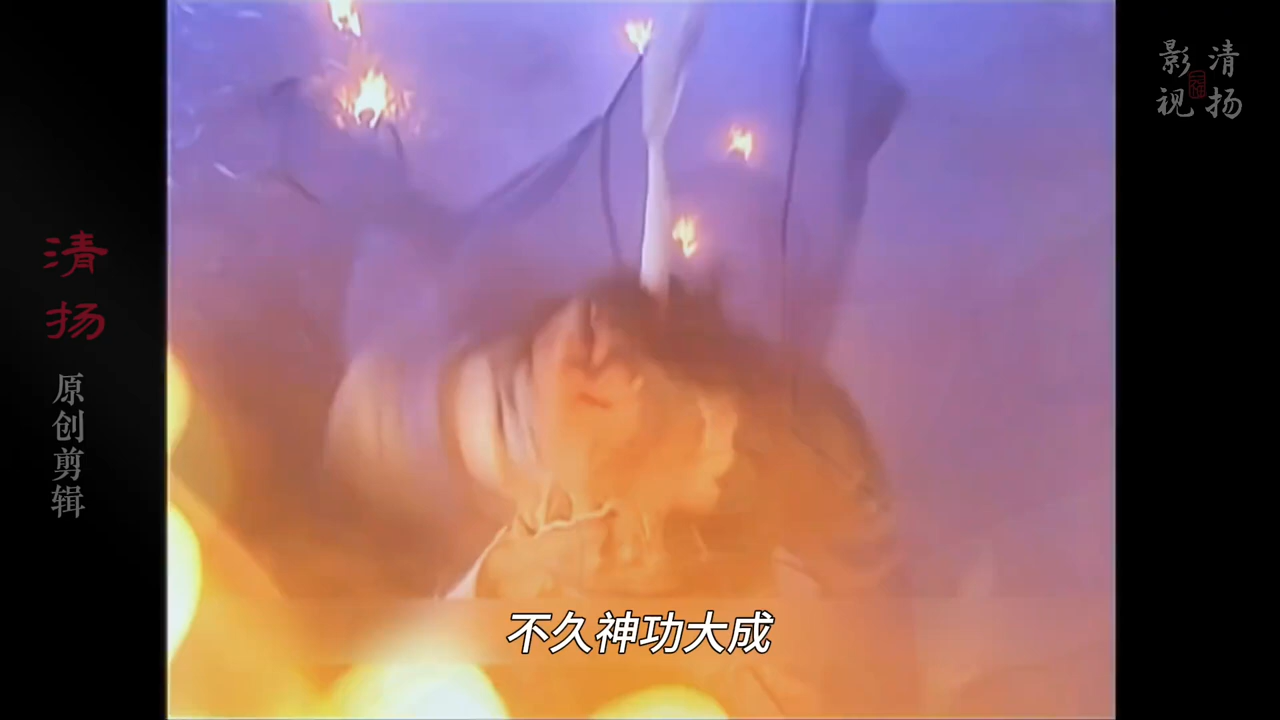 清扬
影视
清扬
原创剪辑
不久神功大成